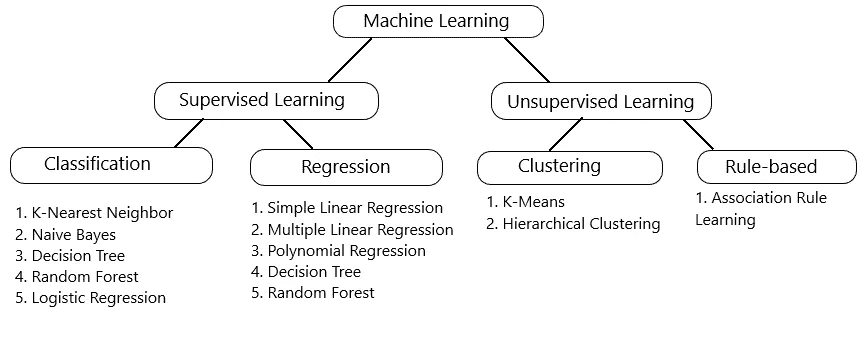 Machine Learning
Supervised Learning
Unsupervised Learning
Classification
Regression
Clustering
Rule-based
1. K-Nearest Neighbor
2. Naive Bayes
3. Decision Tree
4. Random Forest
5. Logistic Regression
1. Simple Linear Regression
2. Multiple Linear Regression
3. Polynomial Regression
4. Decision Tree
5. Random Forest
1. K-Means
2. Hierarchical Clustering
1. Association Rule
Learning